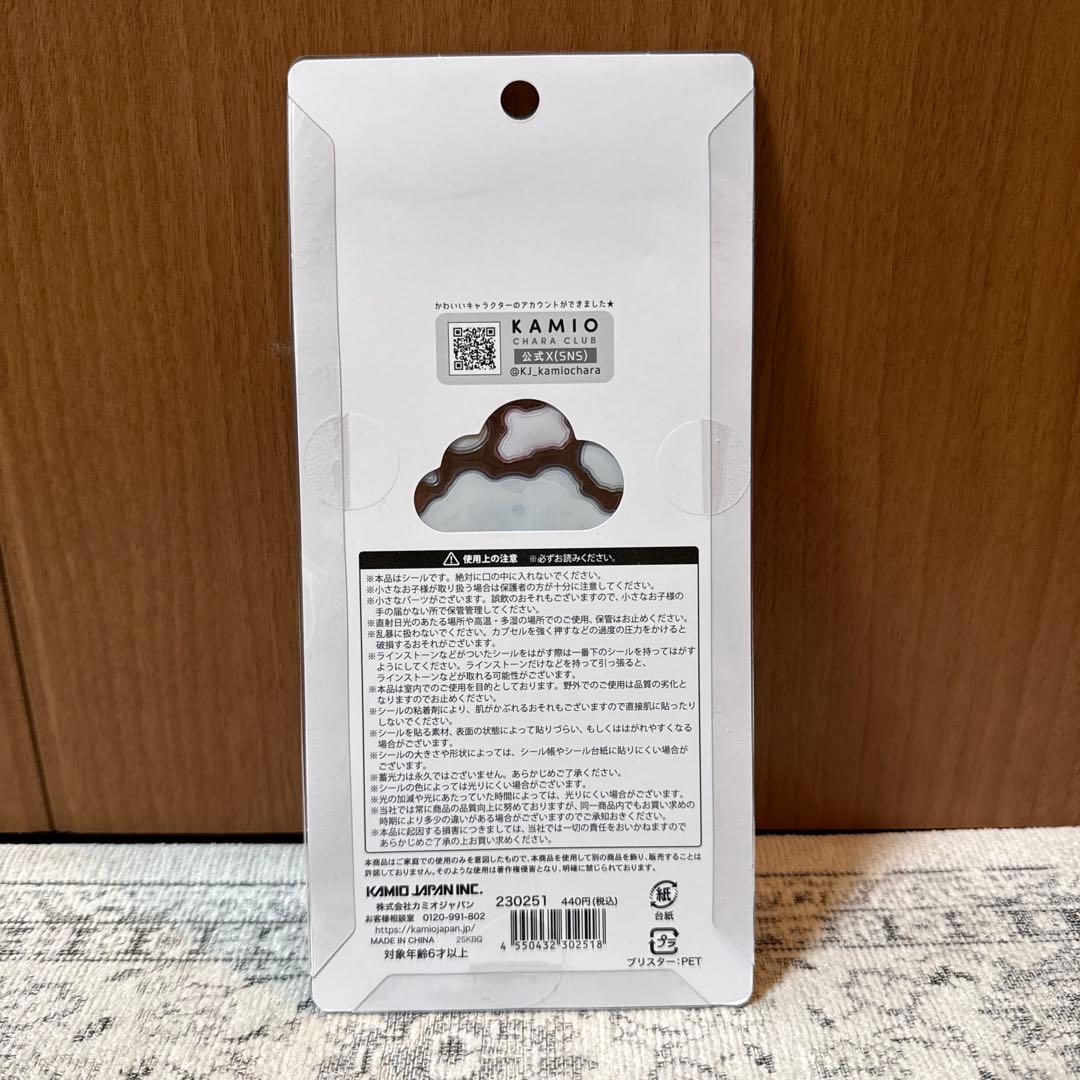 かわいいキャラクターのアカウントができました★
KAMIO
CHARA CLUB
公式X(SNS)
@KJ_kamiochara
使用上の注意 ※必ずお読みください。
※本品はシールです。絶対に口の中に入れないでください。
※小さなお子様が取り扱う場合は保護者の方が十分に注意してください。
※小さなパーツがございます。誤飲のおそれもございますので、小さなお子様の
手の届かない所で保管管理してください。
※直射日光のあたる場所や高温・多湿の場所でのご使用、保管はお止めください。
※乱暴に扱わないでください。カプセルを強く押すなどの過度の圧力をかけると
破損するおそれがございます。
※ラインストーンなどがついたシールをはがす際は一番下のシールを持ってはがす
ようにしてください。ラインストーンだけなどを持って引っ張ると、
ラインストーンなどが取れる可能性がございます。
※本品は室内でのご使用を目的としております。野外でのご使用は品質の劣化と
なりますのでお止めください。
※シールの粘着剤により、肌がかぶれるおそれもございますので直接肌に貼ったり
しないでください。
※シールを貼る素材、表面の状態によって貼りづらい、もしくははがれやすくなる
場合がございます。
※シールの大きさや形状によっては、シール帳やシール台紙に貼りにくい場合が
ございます。
※蓄光力は永久ではございません。あらかじめご了承ください。
※シールの色によっては光りにくい場合がございます。
※光の加減や光にあたっていた時間によっては、光りにくい場合がございます。
※当社では常に商品の品質向上に努めておりますが、同一商品内でもお買い求めの
時期により多少の違いがある場合がございますのでご承知おきください。
※本品に起因する損害につきましては、当社では一切の責任をおいかねますので
あらかじめご了承の上お買い求めください。
本商品はご家庭での使用のみを意図したもので、本商品を使用して別の商品を飾り、販売することは
許諾しておりません。そのような使用は著作権侵害となり、明確に禁じられております。
KAMIO JAPAN INC.
株式会社カミオジャパン
お客様相談室 0120-991-802
https://kamiojapan.jp/
MADE IN CHINA 25KBQ
対象年齢6才以上
230251 440円(税込)
4 550432 302518
紙
台紙
プラ
ブリスター:PET